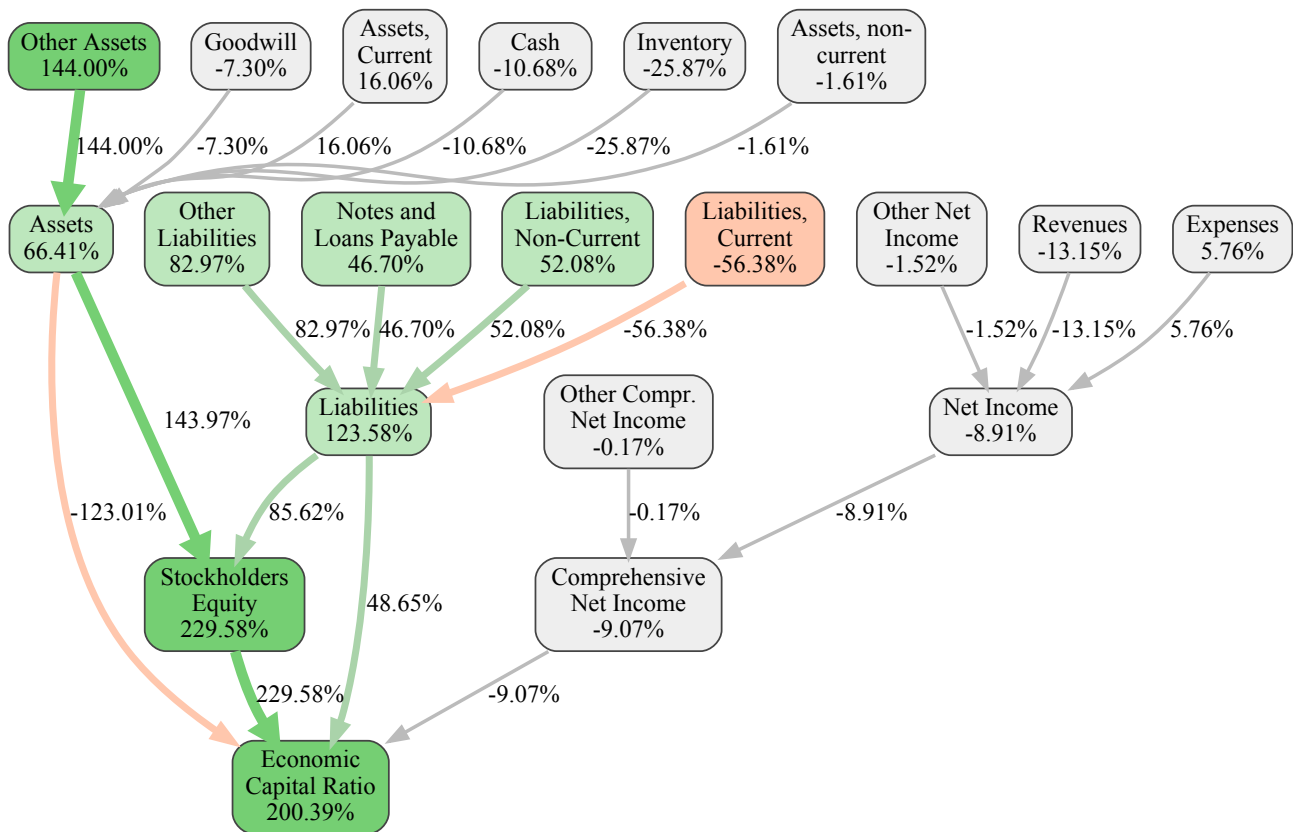 Other Assets
144.00%
Goodwill
-7.30%
Assets,
Current
16.06%
Cash
-10.68%
Inventory
-25.87%
Assets, non-
current
-1.61%
144.00%
-7.30%
16.06%
-10.68%
-25.87%
-1.61%
Assets
66.41%
Other
Liabilities
82.97%
Notes and
Loans Payable
46.70%
Liabilities,
Non-Current
52.08%
Liabilities,
Current
-56.38%
Other Net
Income
-1.52%
Revenues
-13.15%
Expenses
5.76%
82.97%
46.70%
52.08%
-56.38%
-1.52%
-13.15%
5.76%
143.97%
Liabilities
123.58%
Other Compr.
Net Income
-0.17%
Net Income
-8.91%
-123.01%
85.62%
-0.17%
-8.91%
Stockholders
Equity
229.58%
48.65%
Comprehensive
Net Income
-9.07%
229.58%
-9.07%
Economic
Capital Ratio
200.39%